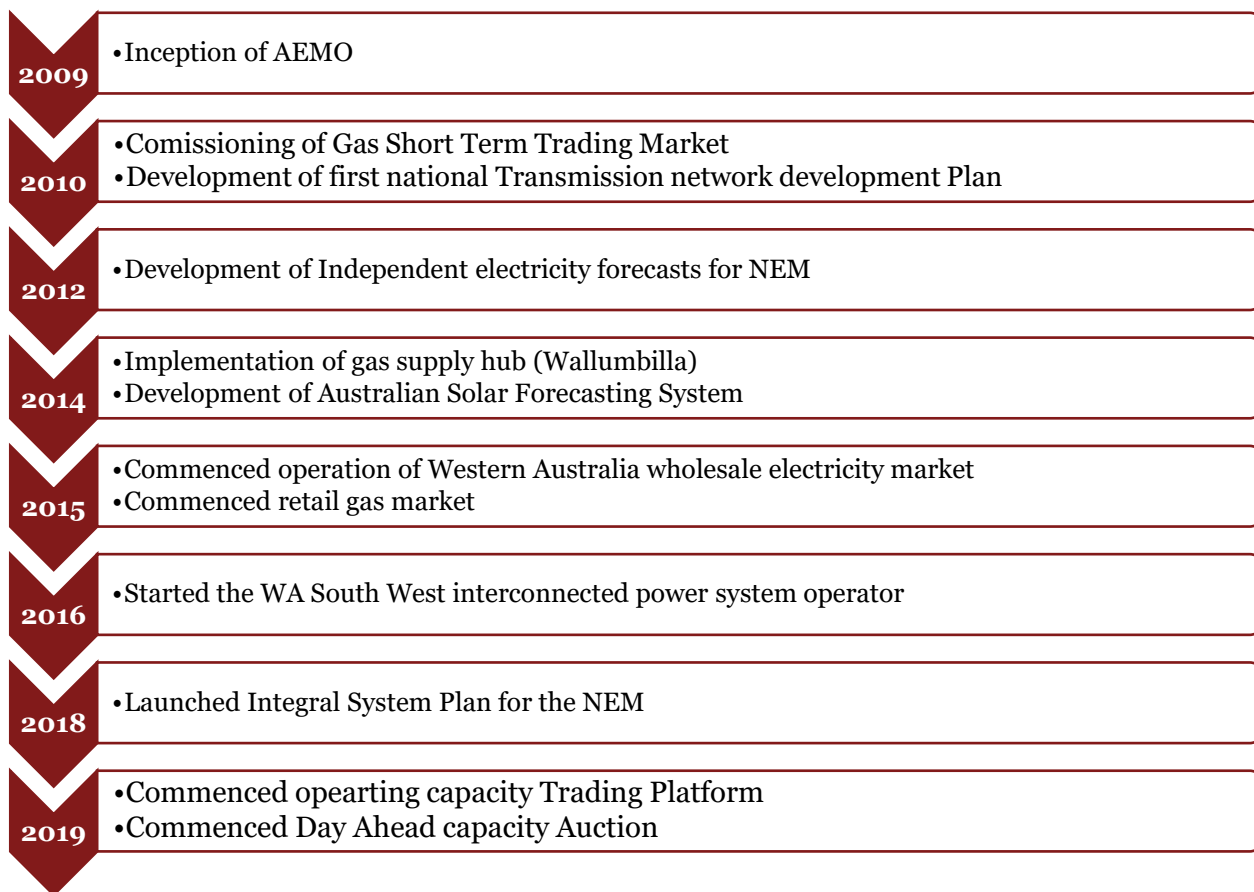 2009
•Inception of AEMO
2010
•Comissioning of Gas Short Term Trading Market
•Development of first national Transmission network development Plan
2012
•Development of Independent electricity forecasts for NEM
2014
•Implementation of gas supply hub (Wallumbilla)
•Development of Australian Solar Forecasting System
2015
•Commenced operation of Western Australia wholesale electricity market
•Commenced retail gas market
2016
•Started the WA South West interconnected power system operator
2018
•Launched Integral System Plan for the NEM
2019
•Commenced opearting capacity Trading Platform
•Commenced Day Ahead capacity Auction